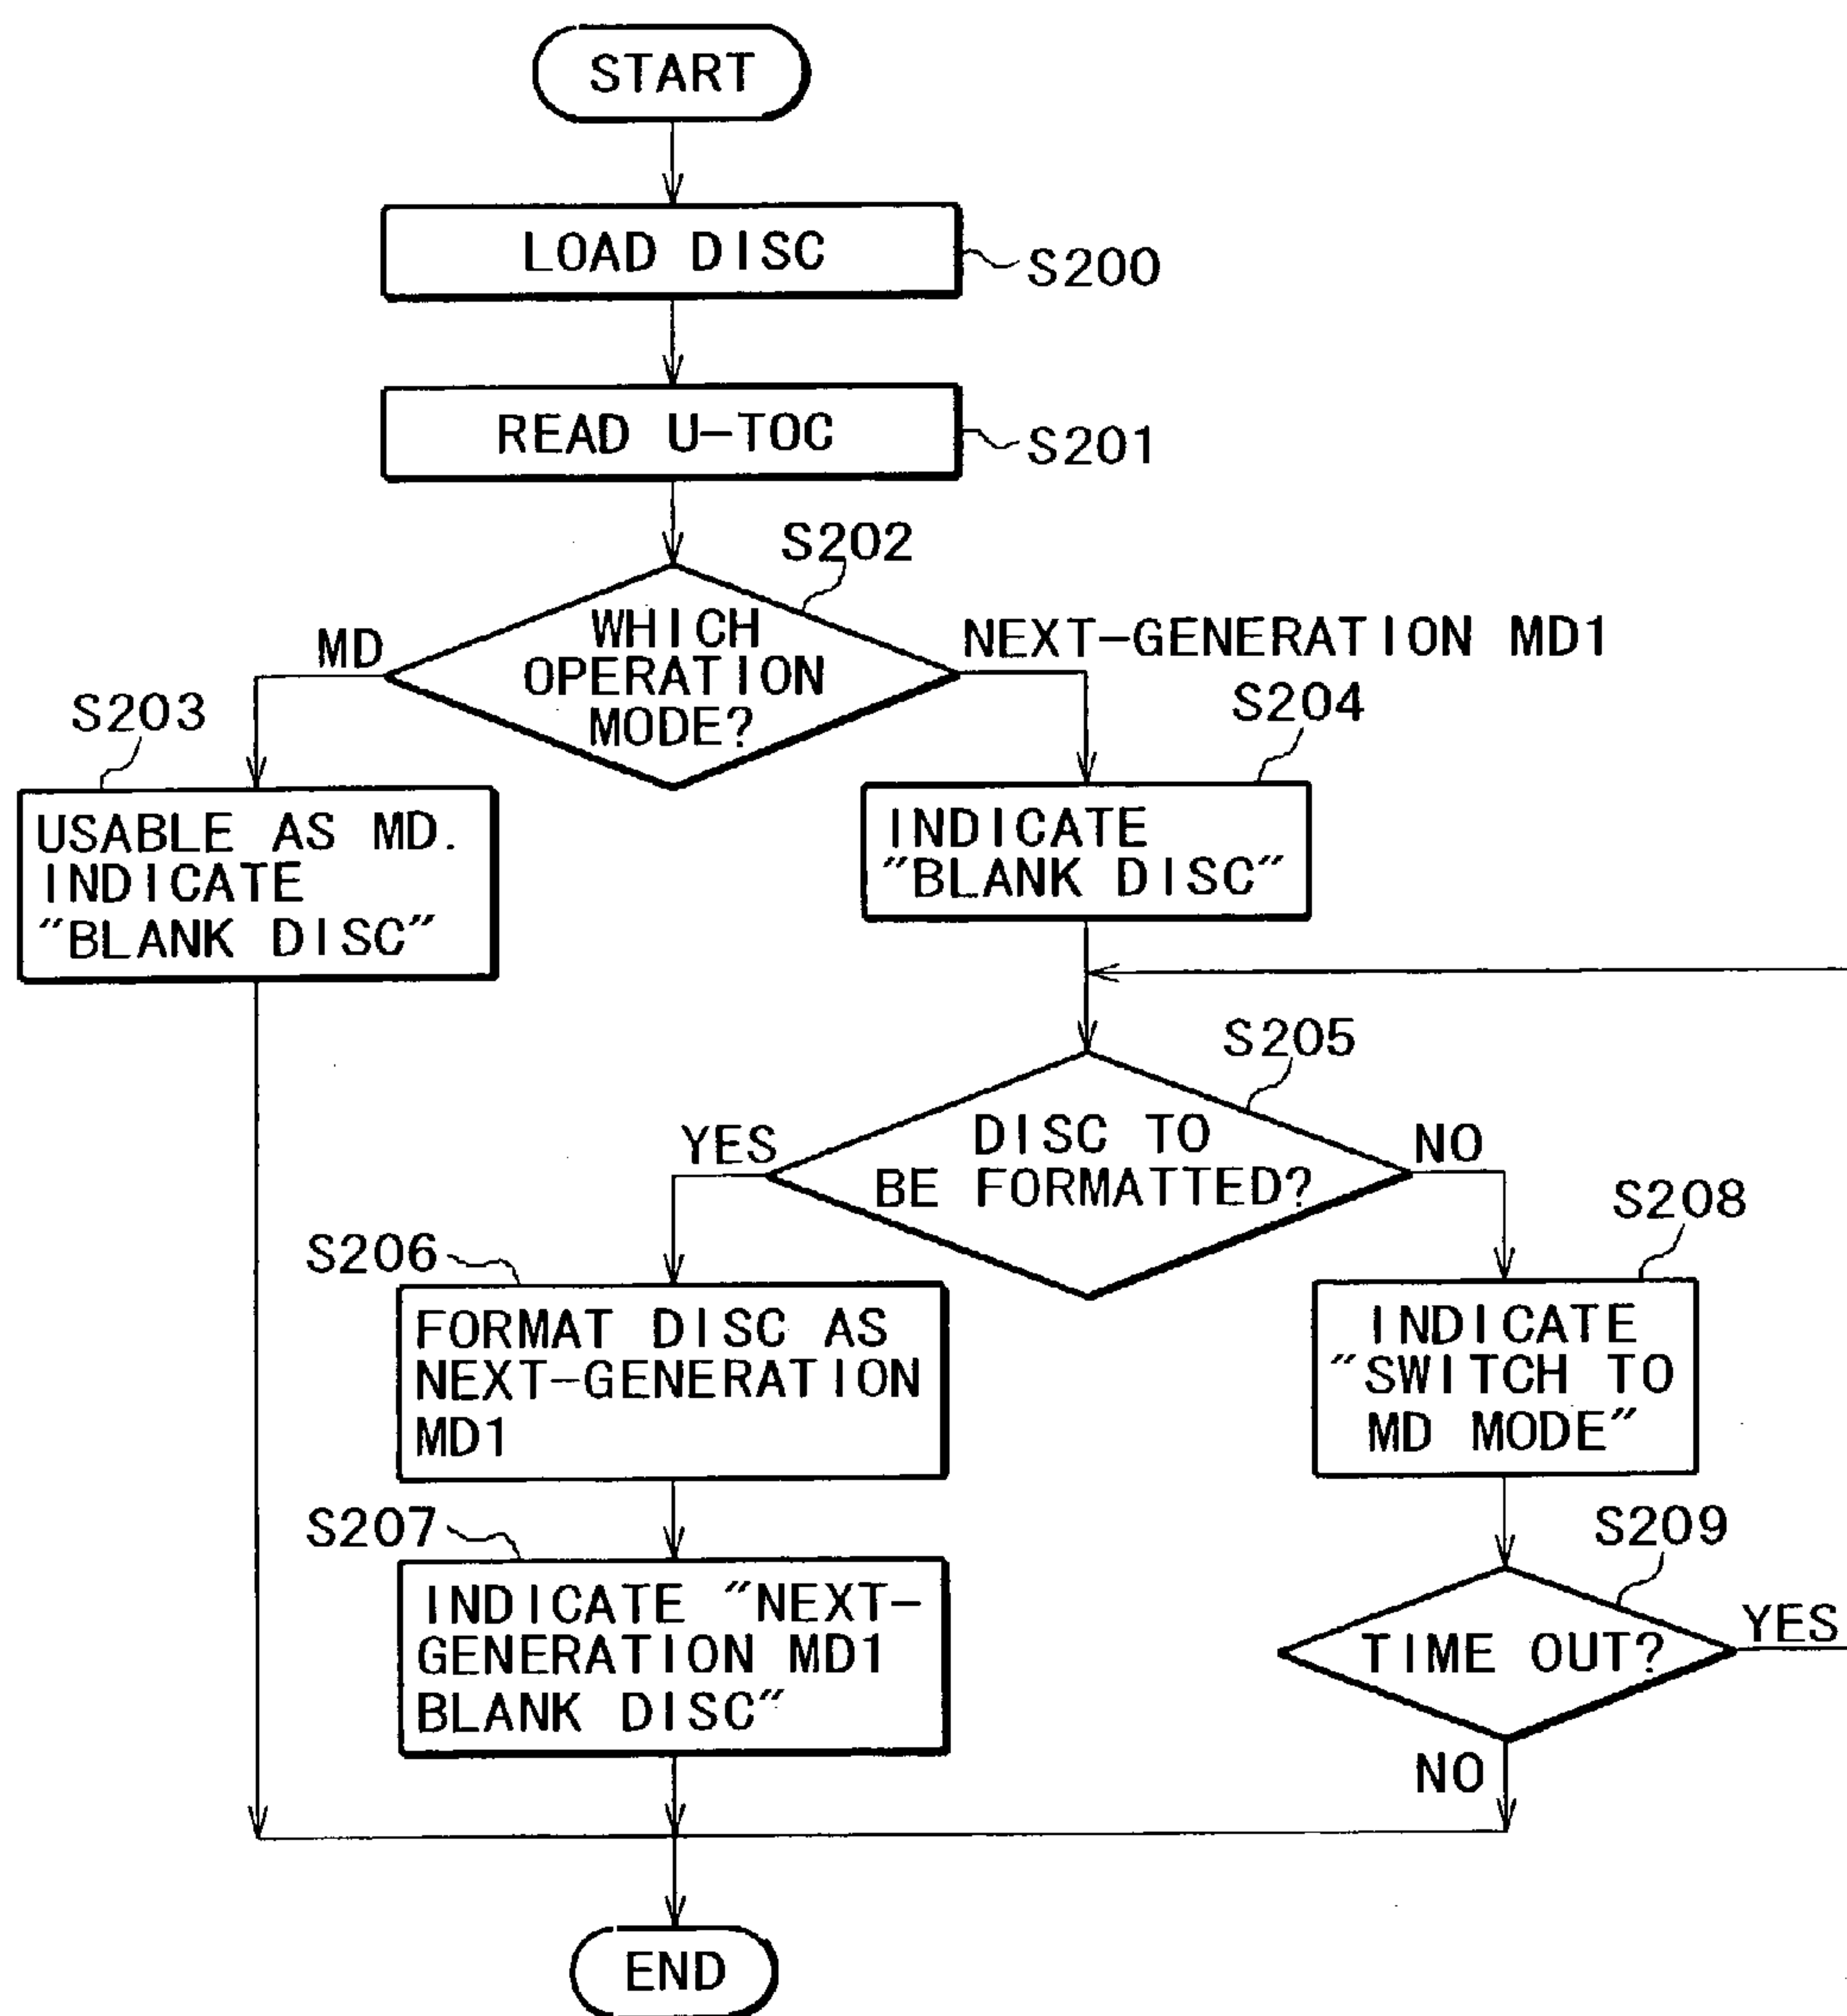 START
LOAD DISC
S200
READ U-TOC
S201
S202
WHICH
OPERATION
MODE?
MD
NEXT-GENERATION MD1
S203
USABLE AS MD.
INDICATE
"BLANK DISC"
S204
INDICATE
"BLANK DISC"
S205
DISC TO
BE FORMATTED?
YES
NO
S206
FORMAT DISC AS
NEXT-GENERATION
MD1
S207
INDICATE "NEXT-
GENERATION MD1
BLANK DISC"
S208
INDICATE
"SWITCH TO
MD MODE"
S209
TIME OUT?
YES
NO
END